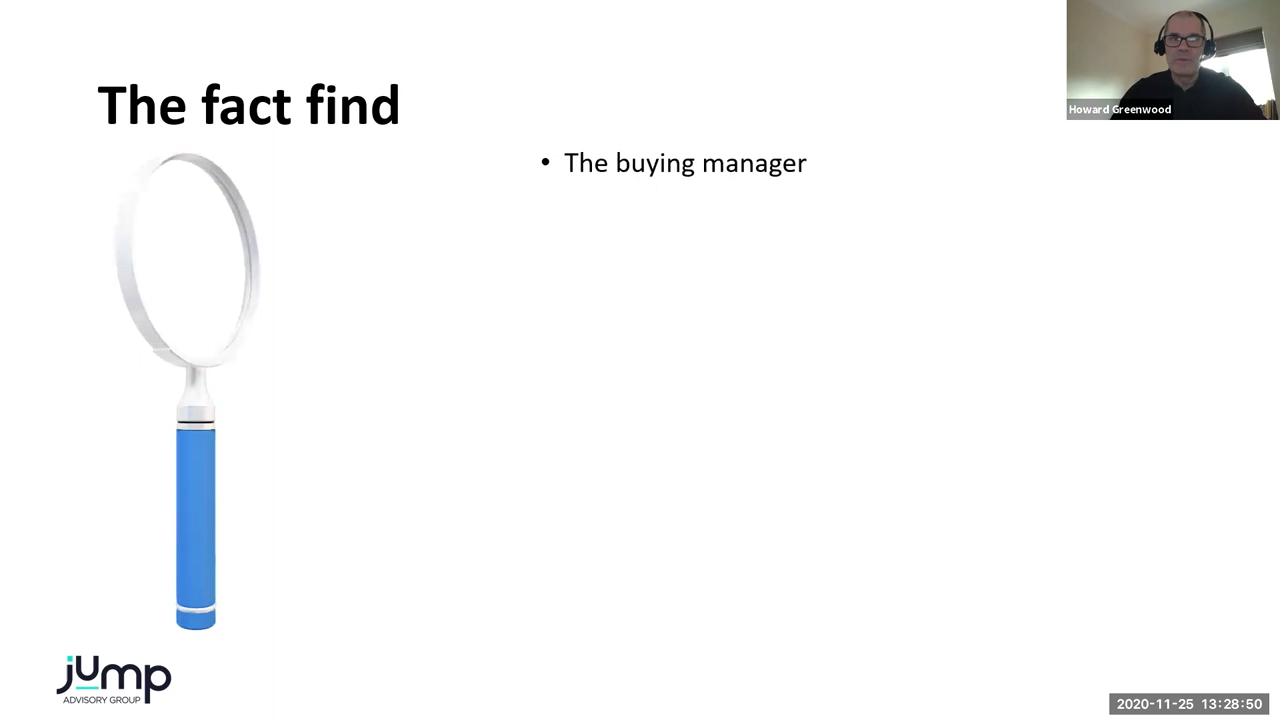 The fact find
• The buying manager
Howard Greenwood
jump
ADVISORY GROUP
2020-11-25 13:28:50